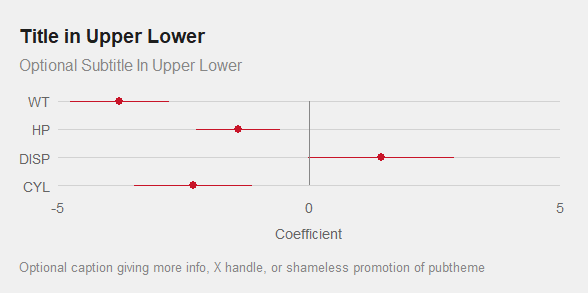 Title in Upper Lower
Optional Subtitle In Upper Lower
WT
HP
DISP
CYL
-5 0 5
Coefficient
Optional caption giving more info, X handle, or shameless promotion of pubtheme